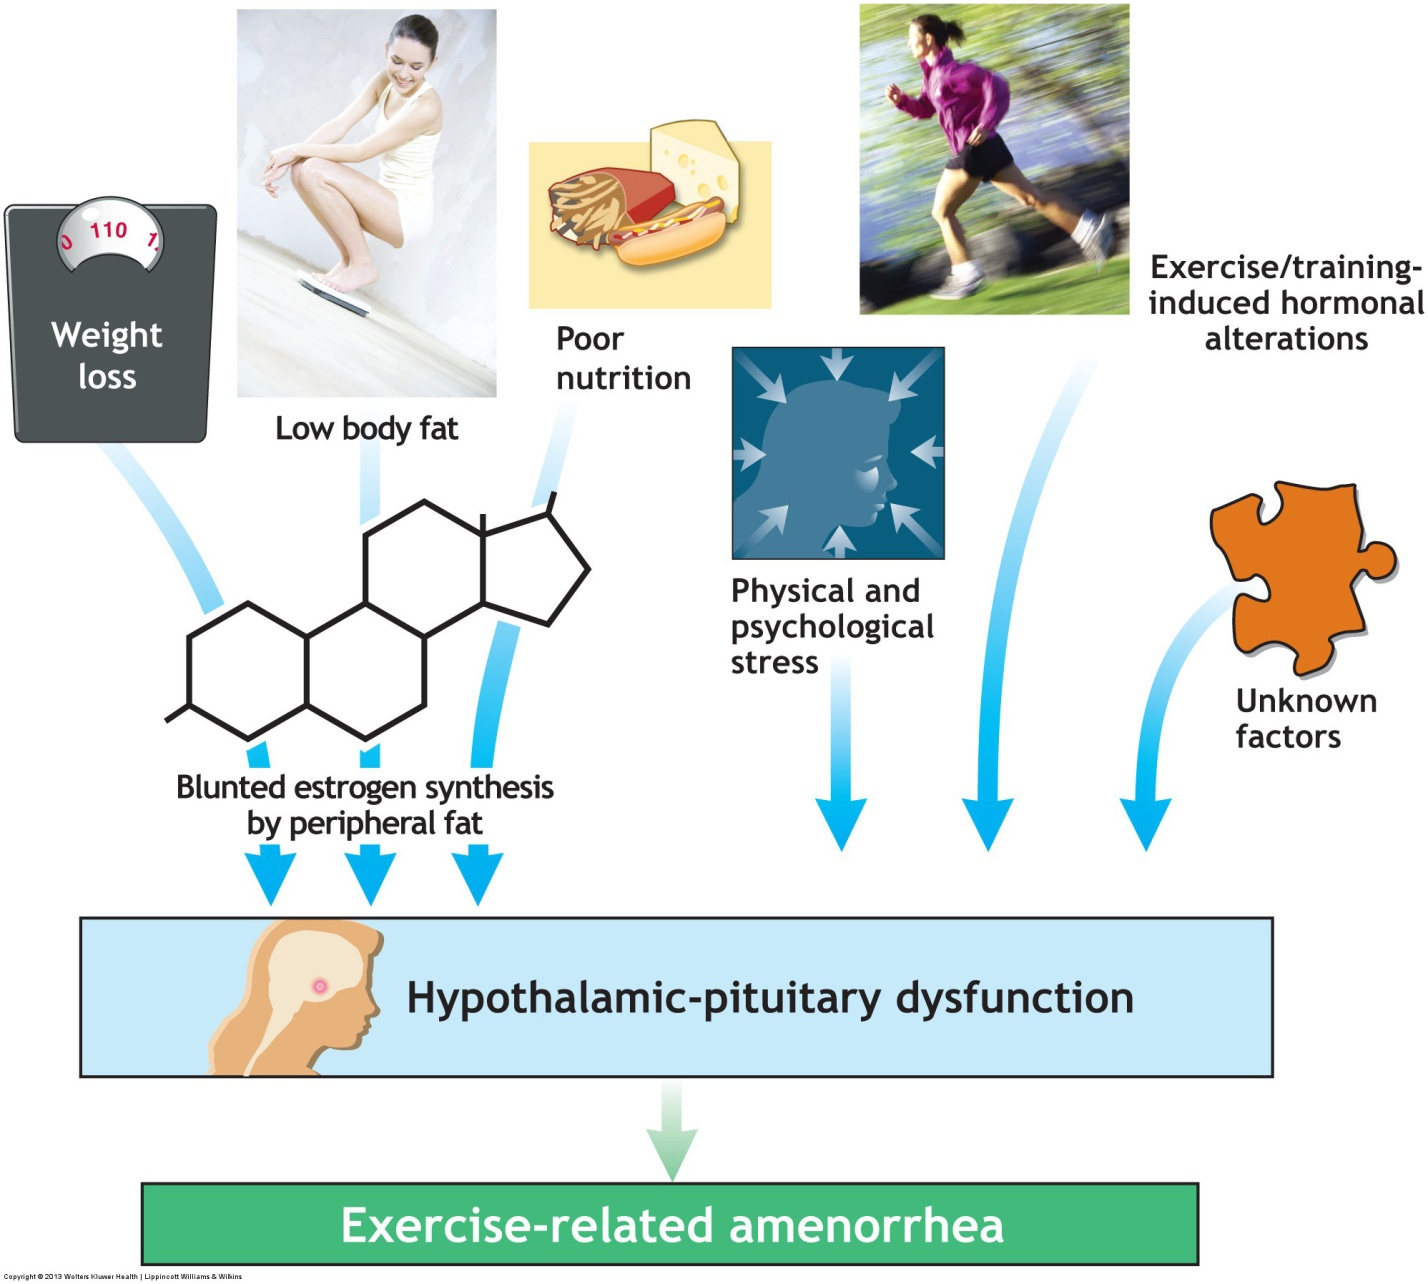 110
Weight
loss
Low body fat
Poor
nutrition
Exercise/training-
induced hormonal
alterations
Physical and
psychological
stress
Unknown
factors
Blunted estrogen synthesis
by peripheral fat
Hypothalamic-pituitary dysfunction
Exercise-related amenorrhea
Copyright © 2013 Wolters Kluwer Health | Lippincott Williams & Wilkins